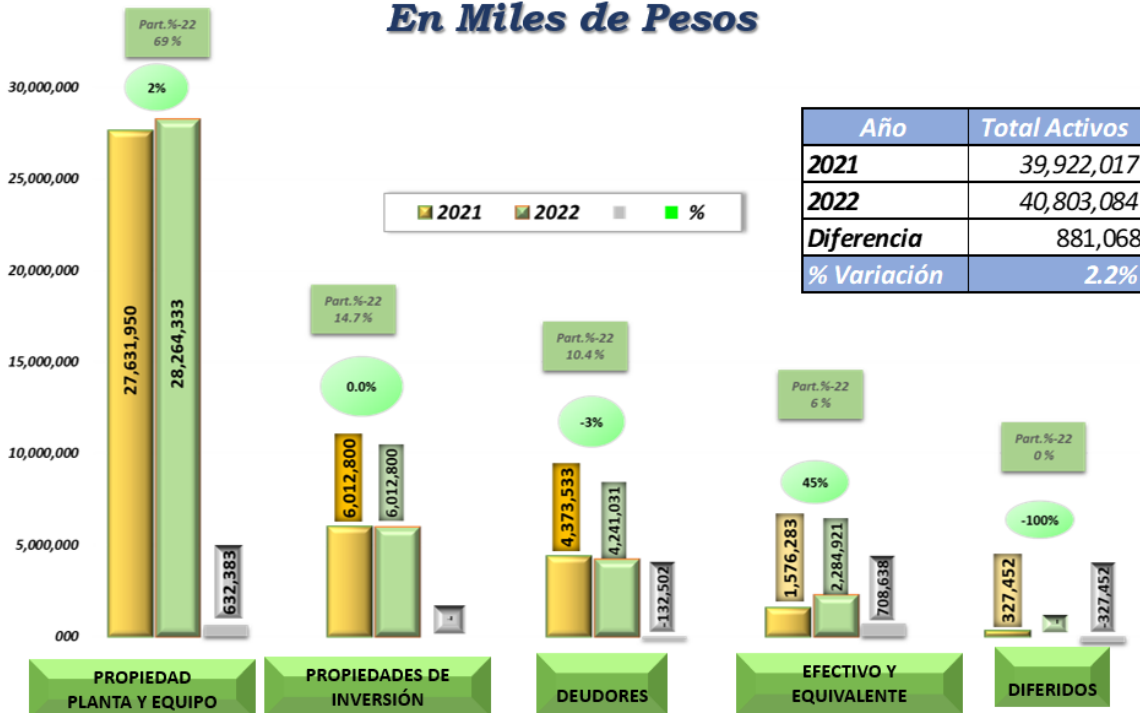 En Miles de Pesos
Part.%-22
69 %
2%
30,000,000
25,000,000
20,000,000
15,000,000
10,000,000
5,000,000
000
2021 2022 %
Año Total Activos
2021 39,922,017
2022 40,803,084
Diferencia 881,068
% Variación 2.2%
27,631,950
28,264,333
632,383
Part.%-22
14.7 %
0.0%
6,012,800
6,012,800
Part.%-22
10.4 %
-3%
4,373,533
4,241,031
-132,502
Part.%-22
6 %
45%
1,576,283
2,284,921
708,638
Part.%-22
0 %
-100%
327,452
-327,452
PROPIEDAD
PLANTA Y EQUIPO
PROPIEDADES DE
INVERSIÓN
DEUDORES
EFECTIVO Y
EQUIVALENTE
DIFERIDOS